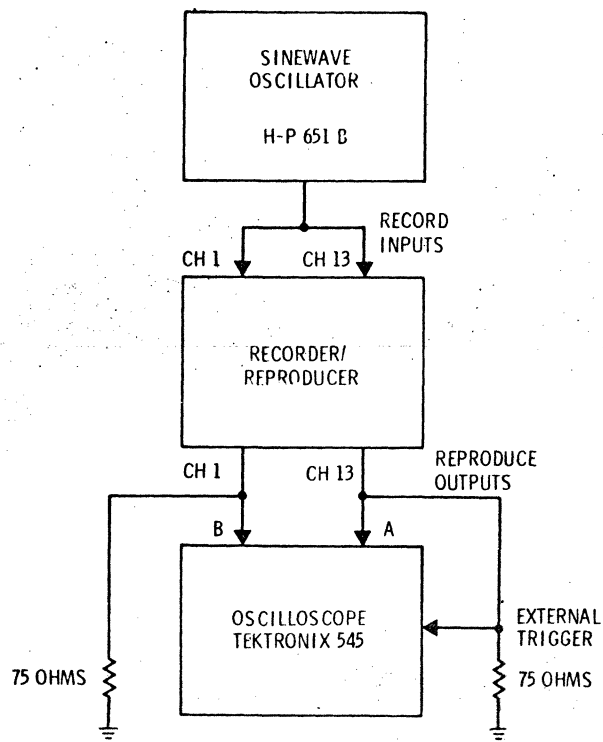 SINEWAVE
OSCILLATOR
H-P 651 B
RECORD
INPUTS
CH 1
CH 13
RECORDER/
REPRODUCER
CH 1
CH 13
REPRODUCE
OUTPUTS
B
A
OSCILLOSCOPE
TEKTRONIX 545
EXTERNAL
TRIGGER
75 OHMS
75 OHMS